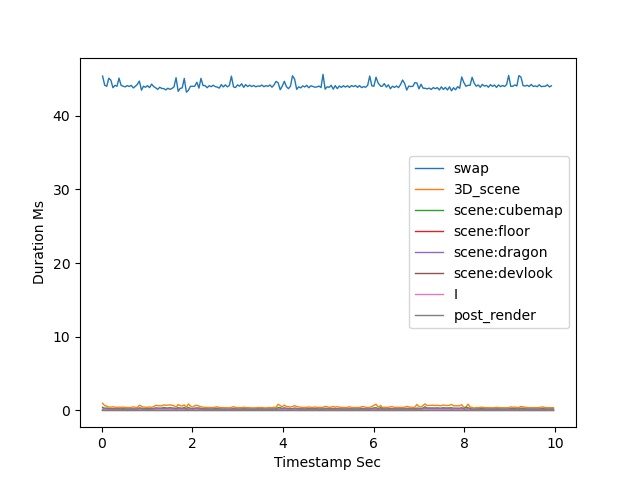 40
30
20
10
0
Duration Ms
swap
3D_scene
scene:cubemap
scene:floor
scene:dragon
scene:devlook
I
post_render
0 2 4 6 8 10
Timestamp Sec